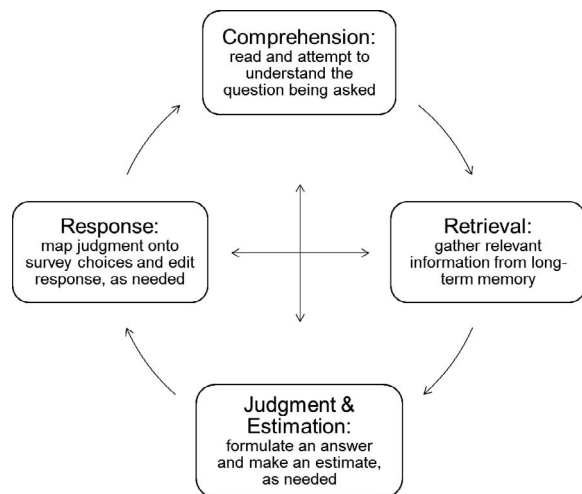 Comprehension:
read and attempt to
understand the
question being asked
Response:
map judgment onto
survey choices and edit
response, as needed
Retrieval:
gather relevant
information from long-
term memory
Judgment &
Estimation:
formulate an answer
and make an estimate,
as needed